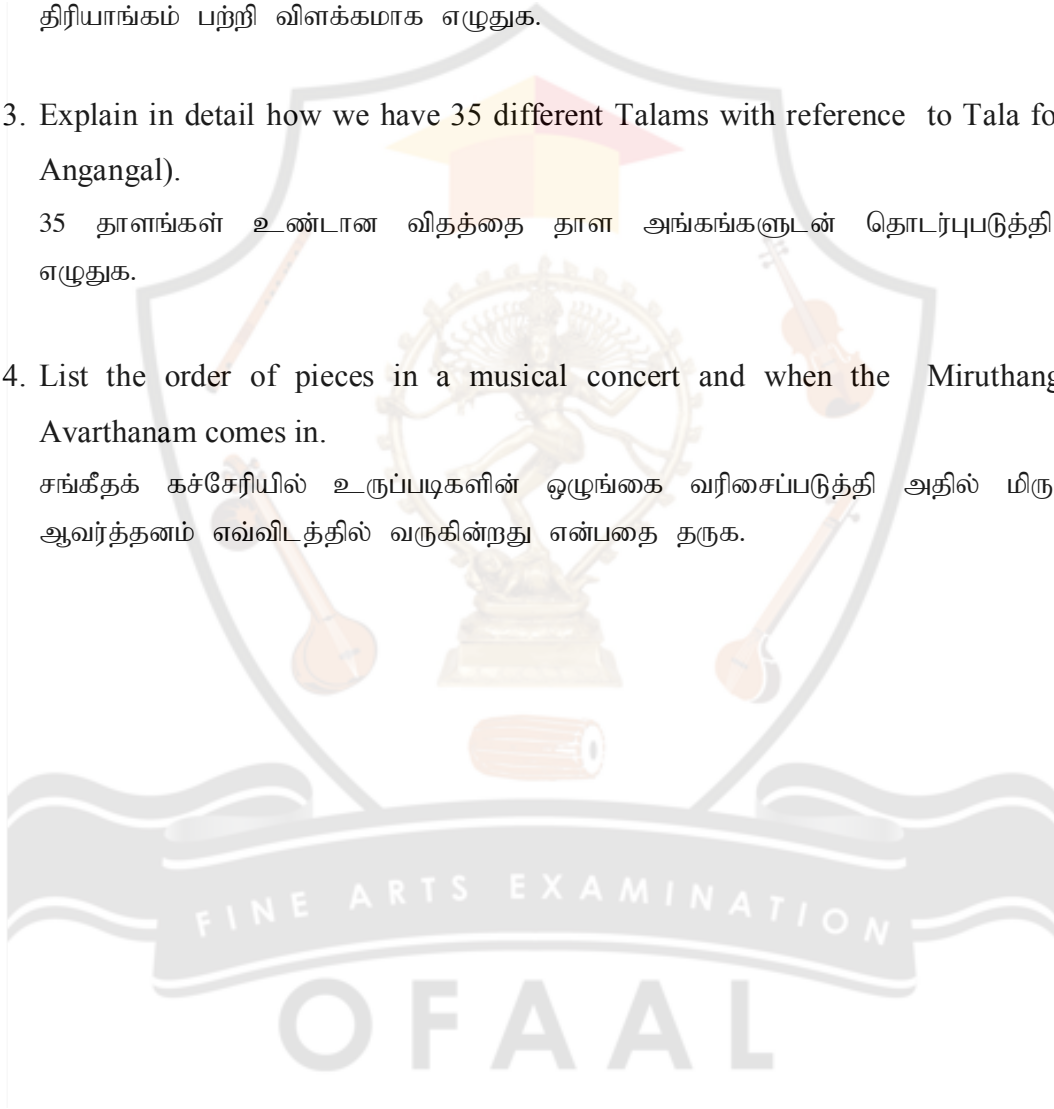 திரியாங்கம் பற்றி விளக்கமாக எழுதுக.
3. Explain in detail how we have 35 different Talams with reference to Tala fo
Angangal).
35 தாளங்கள் உண்டான விதத்தை தாள அங்கங்களுடன் தொடர்புபடுத்தி
எழுதுக.
4. List the order of pieces in a musical concert and when the Miruthang
Avarthanam comes in.
சங்கீதக் கச்சேரியில் உருப்படிகளின் ஒழுங்கை வரிசைப்படுத்தி அதில் மிரு
ஆவர்த்தனம் எவ்விடத்தில் வருகின்றது என்பதை தருக.
FINE ARTS EXAMINATION
OFAAL